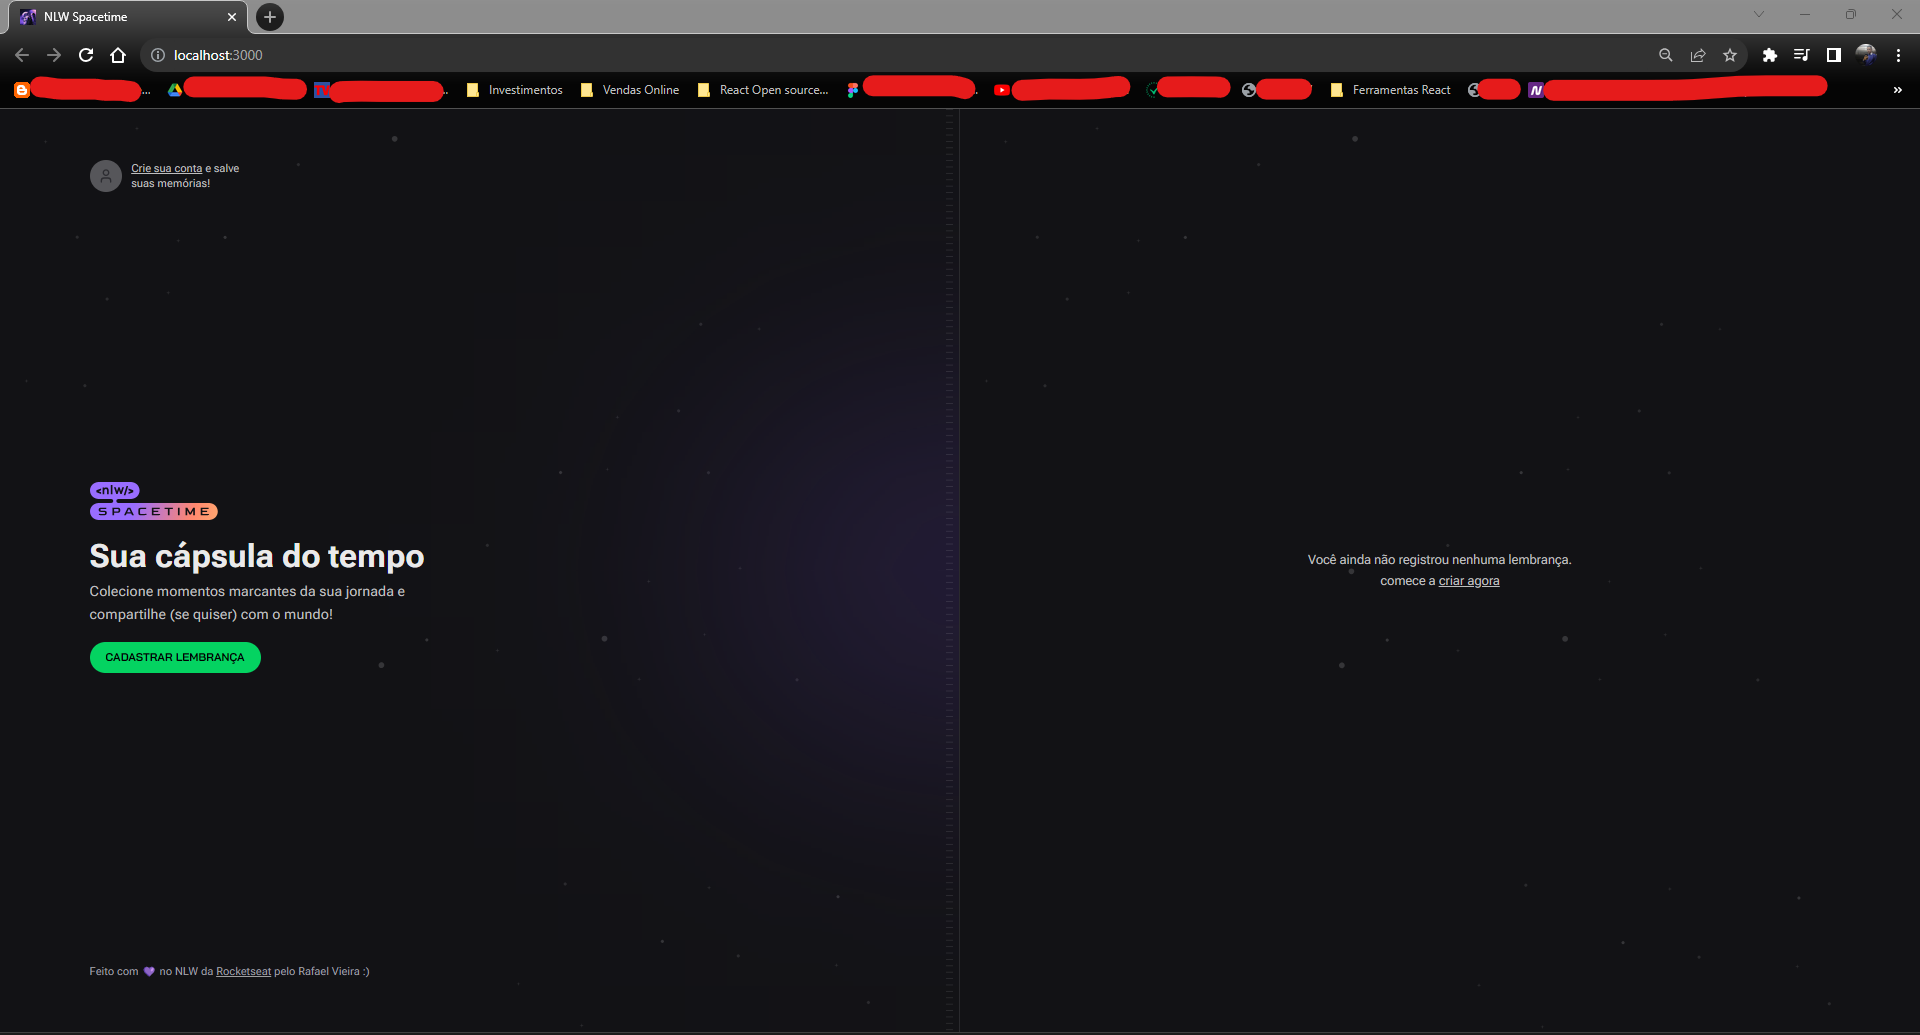 NLW Spacetime
localhost:3000
...
Investimentos
Vendas Online
React Open source...
Ferramentas React
»
Crie sua conta e salve
suas memórias!
<nlw/>
SPACETIME
Sua cápsula do tempo
Colecione momentos marcantes da sua jornada e
compartilhe (se quiser) com o mundo!
CADASTRAR LEMBRANÇA
Você ainda não registrou nenhuma lembrança.
comece a criar agora
Feito com 💜 no NLW da Rocketseat pelo Rafael Vieira :)